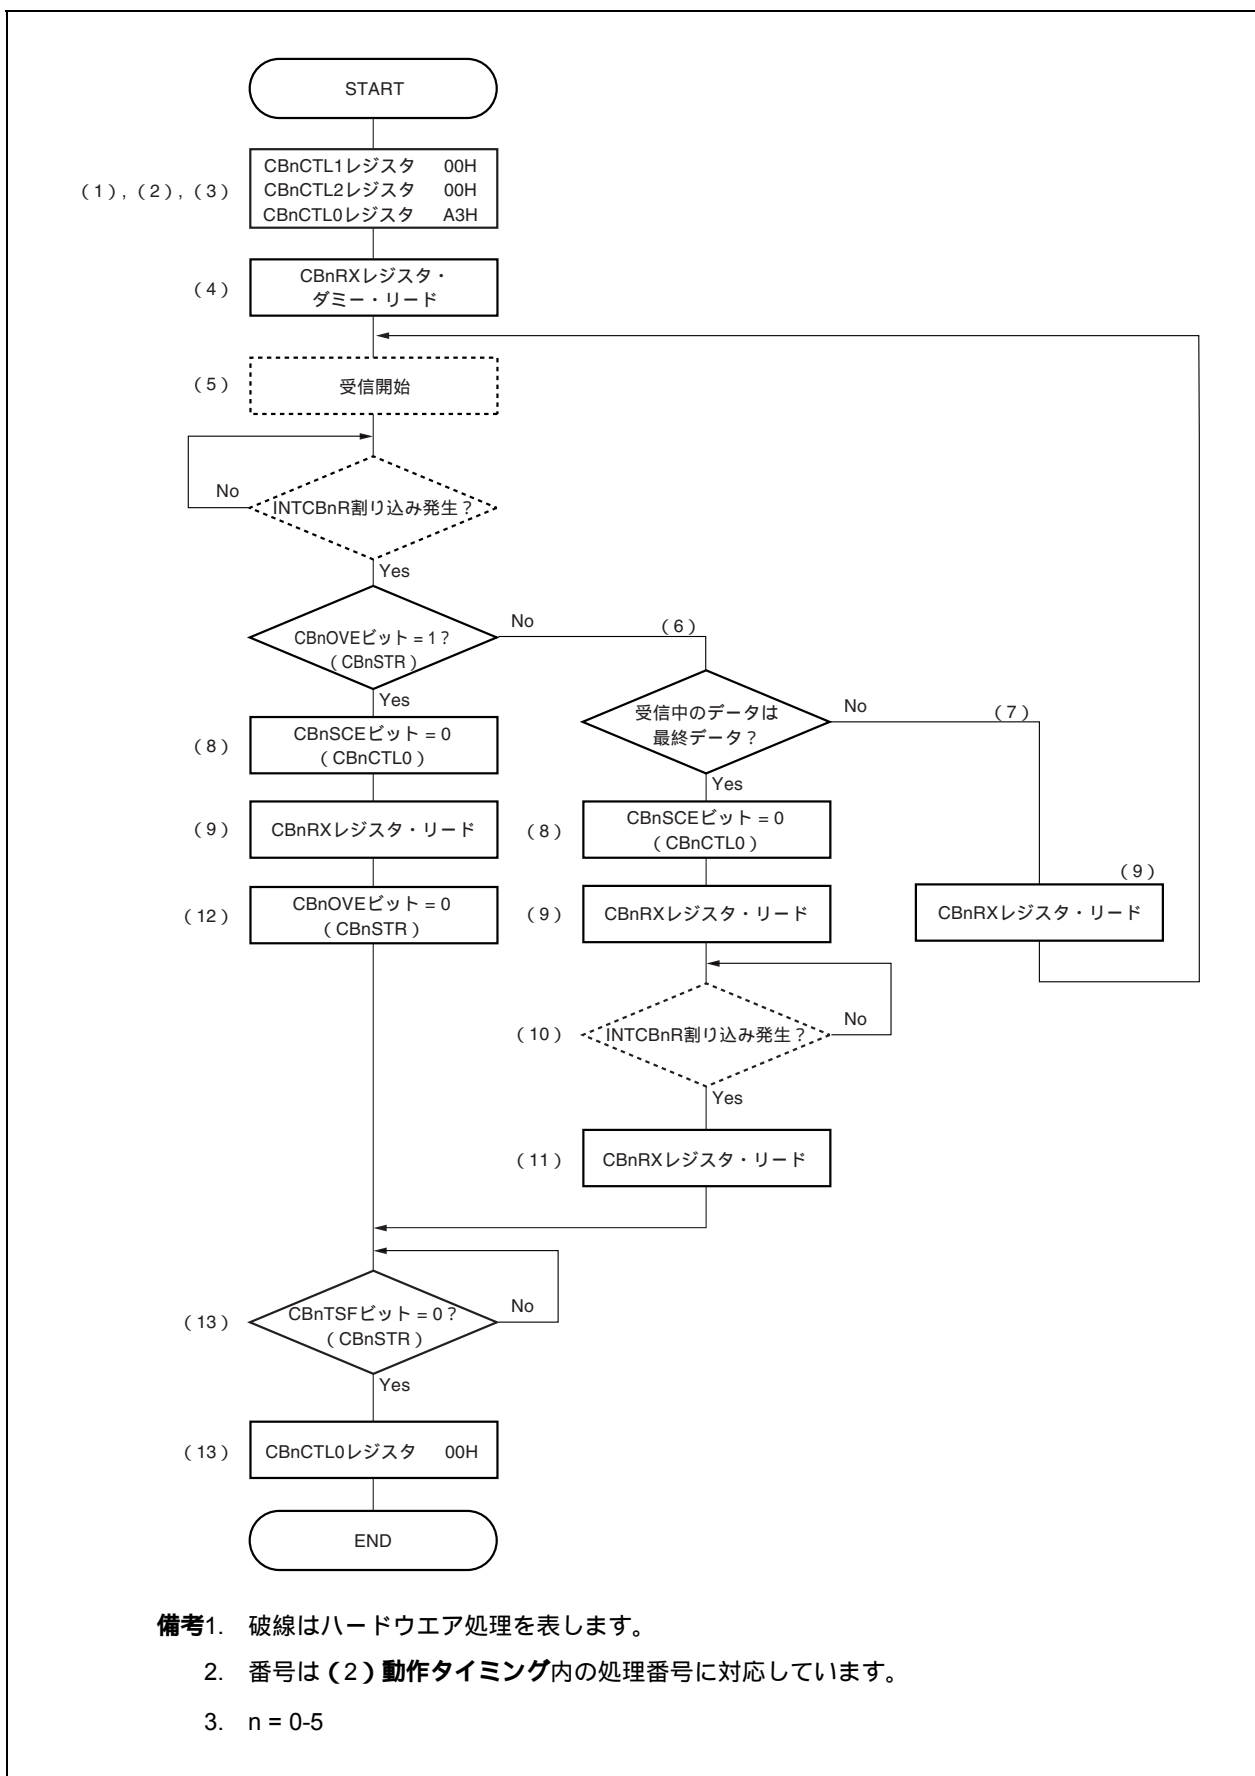 START
CBnCTL1レジスタ 00H
( 1 ) , ( 2 ) , ( 3 ) CBnCTL2レジスタ 00H
CBnCTL0レジスタ A3H
( 4 ) CBnRXレジスタ・
ダミー・リード
( 5 ) 受信開始
No
INTCBnR割り込み発生?
Yes
CBnOVEビット = 1?
( CBnSTR )
No
( 6 )
Yes
受信中のデータは
最終データ?
No
( 7 )
Yes
( 8 ) CBnSCEビット = 0
( CBnCTL0 )
( 8 ) CBnSCEビット = 0
( CBnCTL0 )
( 9 ) CBnRXレジスタ・リード
( 9 )
CBnRXレジスタ・リード
( 9 ) CBnRXレジスタ・リード
( 12 ) CBnOVEビット = 0
( CBnSTR )
( 10 ) INTCBnR割り込み発生?
No
Yes
( 11 ) CBnRXレジスタ・リード
( 13 ) CBnTSFビット = 0?
( CBnSTR )
No
Yes
( 13 ) CBnCTL0レジスタ 00H
END
備考1. 破線はハードウエア処理を表します。
2. 番号は(2)動作タイミング内の処理番号に対応しています。
3. n = 0-5